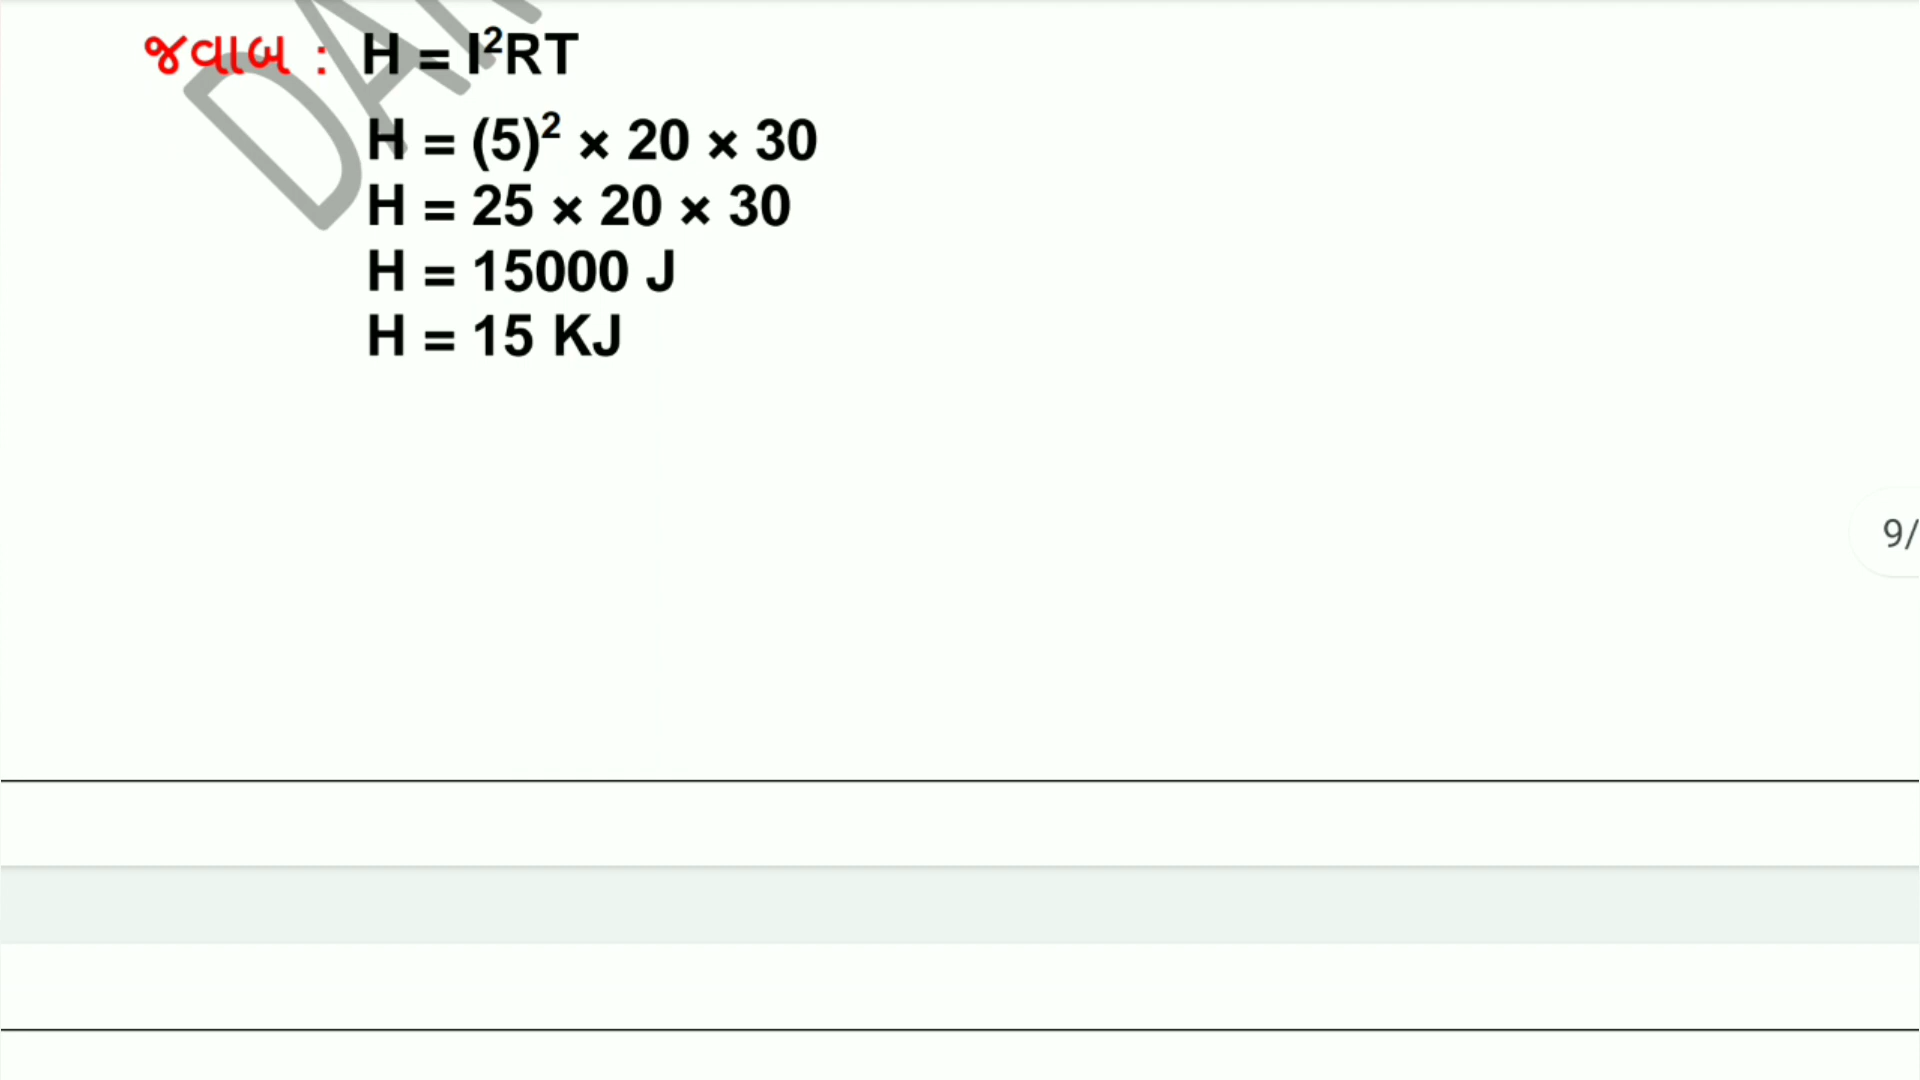 જવાબ : H = I²RT
H = (5)² × 20 × 30
H = 25 × 20 × 30
H = 15000 J
H = 15 KJ
9/